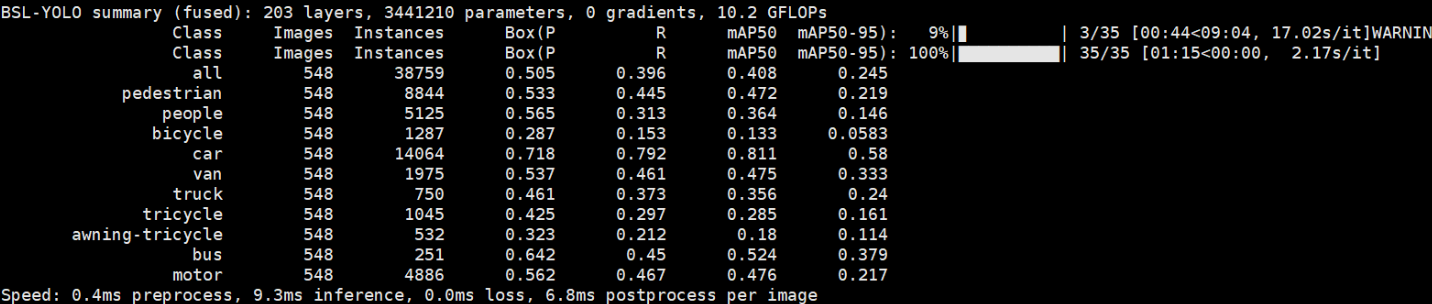 BSL-YOLO summary (fused): 203 layers, 3441210 parameters, 0 gradients, 10.2 GFLOPs
Class Images Instances Box(P R mAP50 mAP50-95): 9%| | 3/35 [00:44<09:04, 17.02s/it]WARNIN
Class Images Instances Box(P R mAP50 mAP50-95): 100%| | 35/35 [01:15<00:00, 2.17s/it]
all 548 38759 0.505 0.396 0.408 0.245
pedestrian 548 8844 0.533 0.445 0.472 0.219
people 548 5125 0.565 0.313 0.364 0.146
bicycle 548 1287 0.287 0.153 0.133 0.0583
car 548 14064 0.718 0.792 0.811 0.58
van 548 1975 0.537 0.461 0.475 0.333
truck 548 750 0.461 0.373 0.356 0.24
tricycle 548 1045 0.425 0.297 0.285 0.161
awning-tricycle 548 532 0.323 0.212 0.18 0.114
bus 548 251 0.642 0.45 0.524 0.379
motor 548 4886 0.562 0.467 0.476 0.217
Speed: 0.4ms preprocess, 9.3ms inference, 0.0ms loss, 6.8ms postprocess per image